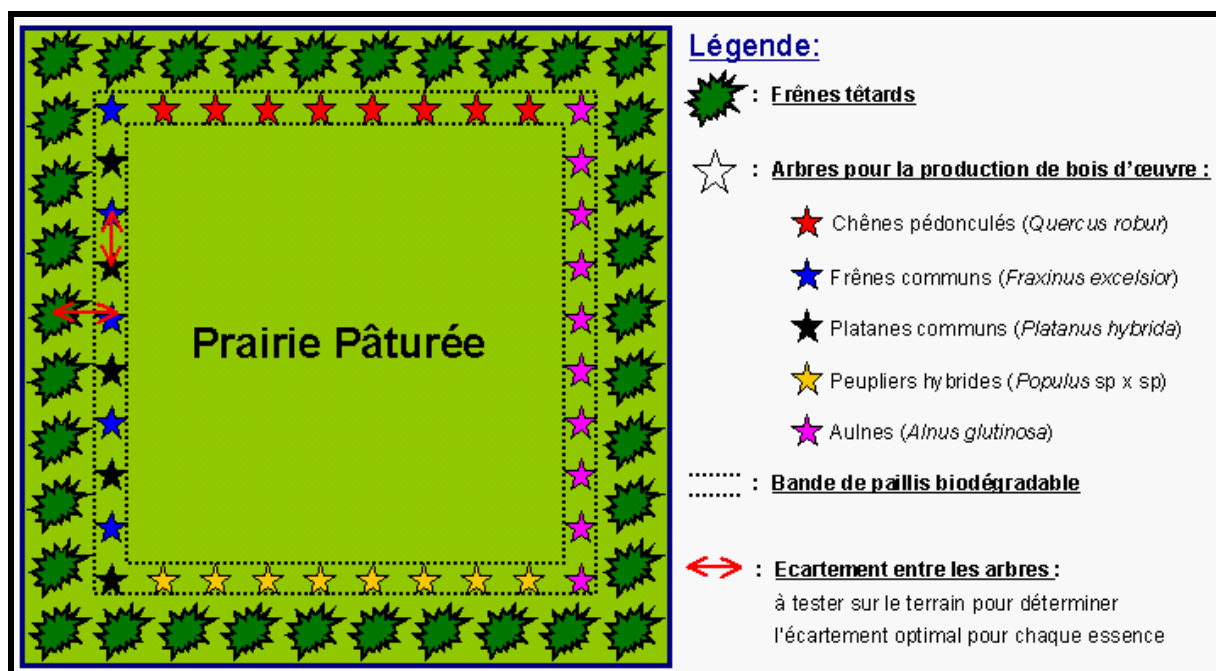 Prairie Pâturée
Légende:
: Frênes têtards
: Arbres pour la production de bois d'œuvre :
Chênes pédonculés (Quercus robur)
Frênes communs (Fraxinus excelsior)
Platanes communs (Platanus hybrida)
Peupliers hybrides (Populus sp x sp)
Aulnes (Alnus glutinosa)
: Bande de paillis biodégradable
: Ecartement entre les arbres :
à tester sur le terrain pour déterminer
l'écartement optimal pour chaque essence